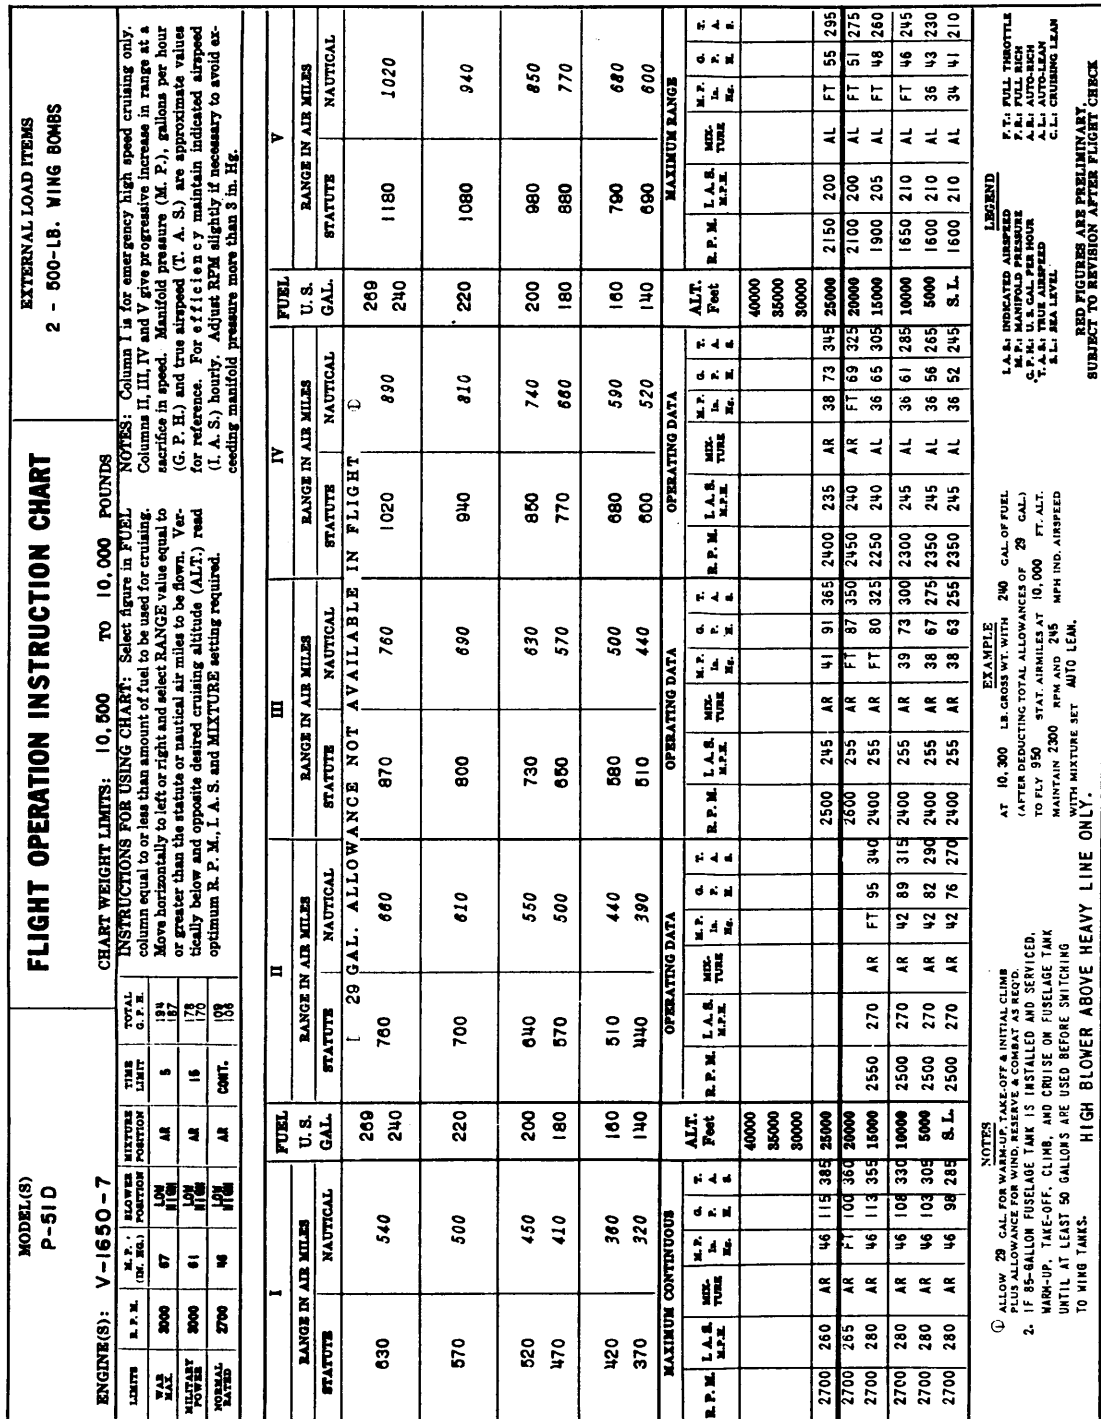 MODEL(S)
P-51D
ENGINE(S): V-1650-7
FLIGHT OPERATION INSTRUCTION CHART
CHART WEIGHT LIMITS: 10,500 TO 10,000 POUNDS
EXTERNAL LOAD ITEMS
2 - 500-LB. WING BOMBS
LIMITS R. P. M. M. P. (IN. HG.) BLOWER POSITION MIXTURE POSITION TIME LIMIT TOTAL G. P. H.
WAR MAX. 3000 67 LOW HIGH AR 5 194 187
MILITARY POWER 3000 61 LOW HIGH AR 15 178 170
NORMAL RATED 2700 46 LOW HIGH AR CONT. 109 106
INSTRUCTIONS FOR USING CHART: Select figure in FUEL
column equal to or less than amount of fuel to be used for cruising.
Move horizontally to left or right and select RANGE value equal to
or greater than the statute or nautical air miles to be flown. Ver-
tically below and opposite desired cruising altitude (ALT.) read
optimum R. P. M., I. A. S. and MIXTURE setting required.
NOTES: Column I is for emergency high speed cruising only.
Columns II, III, IV and V give progressive increase in range at a
sacrifice in speed. Manifold pressure (M. P.), gallons per hour
(G. P. H.) and true airspeed (T. A. S.) are approximate values
for reference. For efficiency maintain indicated airspeed
(I. A. S.) hourly. Adjust RPM slightly if necessary to avoid ex-
ceeding manifold pressure more than 3 in. Hg.
I FUEL U. S. GAL. II III IV FUEL U. S. GAL. V
RANGE IN AIR MILES RANGE IN AIR MILES RANGE IN AIR MILES RANGE IN AIR MILES RANGE IN AIR MILES
STATUTE NAUTICAL STATUTE NAUTICAL STATUTE NAUTICAL STATUTE NAUTICAL STATUTE NAUTICAL
269 [ 29 GAL. ALLOWANCE NOT AVAILABLE IN FLIGHT ① 269
630 540 240 760 660 870 760 1020 890 240 1180 1020
570 500 220 700 610 800 690 940 810 220 1080 940
520 450 200 640 550 730 630 850 740 200 980 850
470 410 180 570 500 650 570 770 660 180 880 770
420 360 160 510 440 580 500 680 590 160 790 680
370 320 140 440 390 510 440 600 520 140 690 600
MAXIMUM CONTINUOUS ALT. Feet OPERATING DATA OPERATING DATA OPERATING DATA ALT. Feet MAXIMUM RANGE
R. P. M. I. A. S. M.P.H. MIX- TURE M. P. In. Hg. G. P. H. T. A. S. R. P. M. I. A. S. M.P.H. MIX- TURE M. P. In. Hg. G. P. H. T. A. S. R. P. M. I. A. S. M.P.H. MIX- TURE M. P. In. Hg. G. P. H. T. A. S. R. P. M. I. A. S. M.P.H. MIX- TURE M. P. In. Hg. G. P. H. T. A. S. R. P. M. I. A. S. M.P.H. MIX- TURE M. P. In. Hg. G. P. H. T. A. S.
40000 40000
35000 35000
30000 30000
2700 260 AR 46 115 385 25000 2500 245 AR 41 91 365 2400 235 AR 38 73 345 25000 2150 200 AL FT 55 295
2700 265 AR FT 100 360 20000 2600 255 AR FT 87 350 2450 240 AR FT 69 325 20000 2100 200 AL FT 51 275
2700 280 AR 46 113 355 15000 2550 270 AR FT 95 340 2400 255 AR FT 80 325 2250 240 AL 36 65 305 15000 1900 205 AL FT 48 260
2700 280 AR 46 108 330 10000 2500 270 AR 42 89 315 2400 255 AR 39 73 300 2300 245 AL 36 61 285 10000 1650 210 AL FT 46 245
2700 280 AR 46 103 305 5000 2500 270 AR 42 82 290 2400 255 AR 38 67 275 2350 245 AL 36 56 265 5000 1600 210 AL 36 43 230
2700 280 AR 46 98 285 S. L. 2500 270 AR 42 76 270 2400 255 AR 38 63 255 2350 245 AL 36 52 245 S. L. 1600 210 AL 34 41 210
NOTES
① ALLOW 29 GAL FOR WARM-UP, TAKE-OFF & INITIAL CLIMB
PLUS ALLOWANCE FOR WIND, RESERVE & COMBAT AS REQ'D.
2. IF 85-GALLON FUSELAGE TANK IS INSTALLED AND SERVICED,
WARM-UP, TAKE-OFF, CLIMB, AND CRUISE ON FUSELAGE TANK
UNTIL AT LEAST 50 GALLONS ARE USED BEFORE SWITCHING
TO WING TANKS.
HIGH BLOWER ABOVE HEAVY LINE ONLY.
EXAMPLE
AT 10,300 LB. GROSS WT. WITH 240 GAL. OF FUEL
(AFTER DEDUCTING TOTAL ALLOWANCES OF 29 GAL.)
TO FLY 950 STAT. AIRMILES AT 10,000 FT. ALT.
MAINTAIN 2300 RPM AND 245 MPH IND. AIRSPEED
WITH MIXTURE SET AUTO LEAN.
LEGEND
I. A. S.: INDICATED AIRSPEED
M. P.: MANIFOLD PRESSURE
G. P. H.: U. S. GAL. PER HOUR
T. A. S.: TRUE AIRSPEED
S. L.: SEA LEVEL
F. T.: FULL THROTTLE
F. R.: FULL RICH
A. R.: AUTO-RICH
A. L.: AUTO-LEAN
C. L.: CRUISING LEAN
RED FIGURES ARE PRELIMINARY.
SUBJECT TO REVISION AFTER FLIGHT CHECK